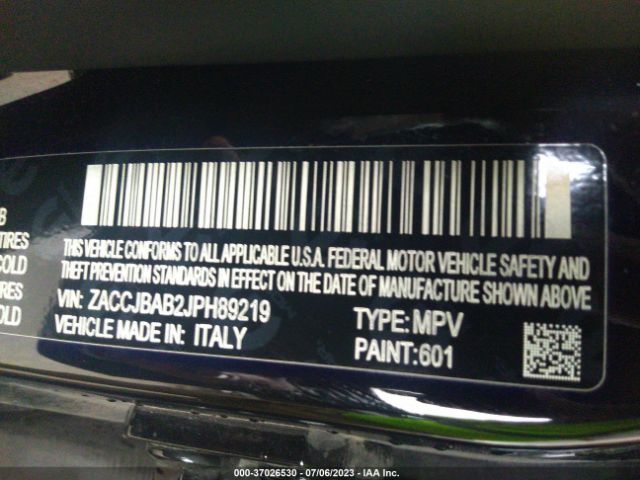 B
TIRES
COLD
RES
OLD
THIS VEHICLE CONFORMS TO ALL APPLICABLE U.S.A. FEDERAL MOTOR VEHICLE SAFETY AND
THEFT PREVENTION STANDARDS IN EFFECT ON THE DATE OF MANUFACTURE SHOWN ABOVE
VIN: ZACCJBAB2JPH89219 TYPE: MPV
VEHICLE MADE IN: ITALY PAINT:601
000-37026530 - 07/06/2023 - IAA Inc.